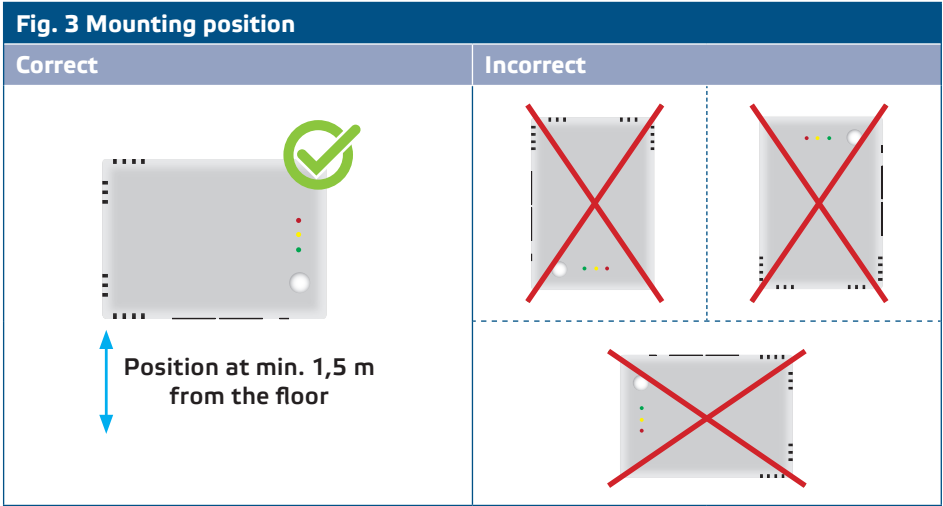 Fig. 3 Mounting position
Correct
Incorrect
Position at min. 1,5 m
from the floor